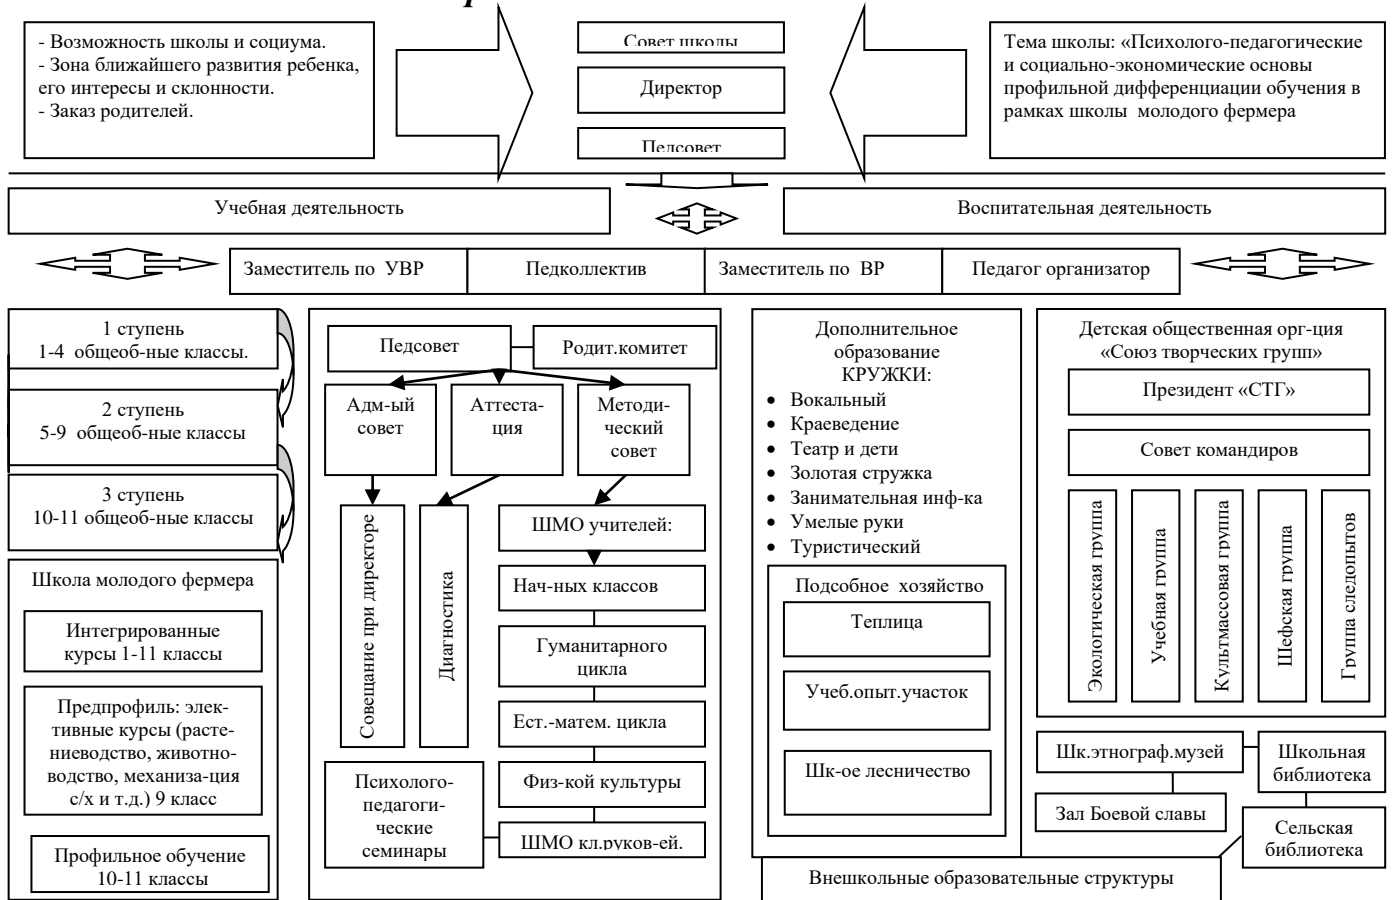 - Возможность школы и социума.
- Зона ближайшего развития ребенка,
его интересы и склонности.
- Заказ родителей.
Совет школы
Директор
Педсовет
Тема школы: «Психолого-педагогические
и социально-экономические основы
профильной дифференциации обучения в
рамках школы молодого фермера
Учебная деятельность
Воспитательная деятельность
Заместитель по УВР
Педколлектив
Заместитель по ВР
Педагог организатор
1 ступень
1-4 общеоб-ные классы.
2 ступень
5-9 общеоб-ные классы
3 ступень
10-11 общеоб-ные классы
Школа молодого фермера
Интегрированные
курсы 1-11 классы
Предпрофиль: элек-
тивные курсы (расте-
ниеводство, животно-
водство, механиза-ция
с/х и т.д.) 9 класс
Профильное обучение
10-11 классы
Педсовет
Родит.комитет
Адм-ый
совет
Аттеста-
ция
Методи-
ческий
совет
Совещание при директоре
Диагностика
ШМО учителей:
Нач-ных классов
Гуманитарного
цикла
Ест.-матем. цикла
Физ-кой культуры
ШМО кл.руков-ей.
Психолого-
педагоги-
ческие
семинары
Дополнительное
образование
КРУЖКИ:
• Вокальный
• Краеведение
• Театр и дети
• Золотая стружка
• Занимательная инф-ка
• Умелые руки
• Туристический
Подсобное хозяйство
Теплица
Учеб.опыт.участок
Шк-ое лесничество
Детская общественная орг-ция
«Союз творческих групп»
Президент «СТГ»
Совет командиров
Экологическая группа
Учебная группа
Культмассовая группа
Шефская группа
Группа следопытов
Шк.этнограф.музей
Школьная
библиотека
Зал Боевой славы
Сельская
библиотека
Внешкольные образовательные структуры